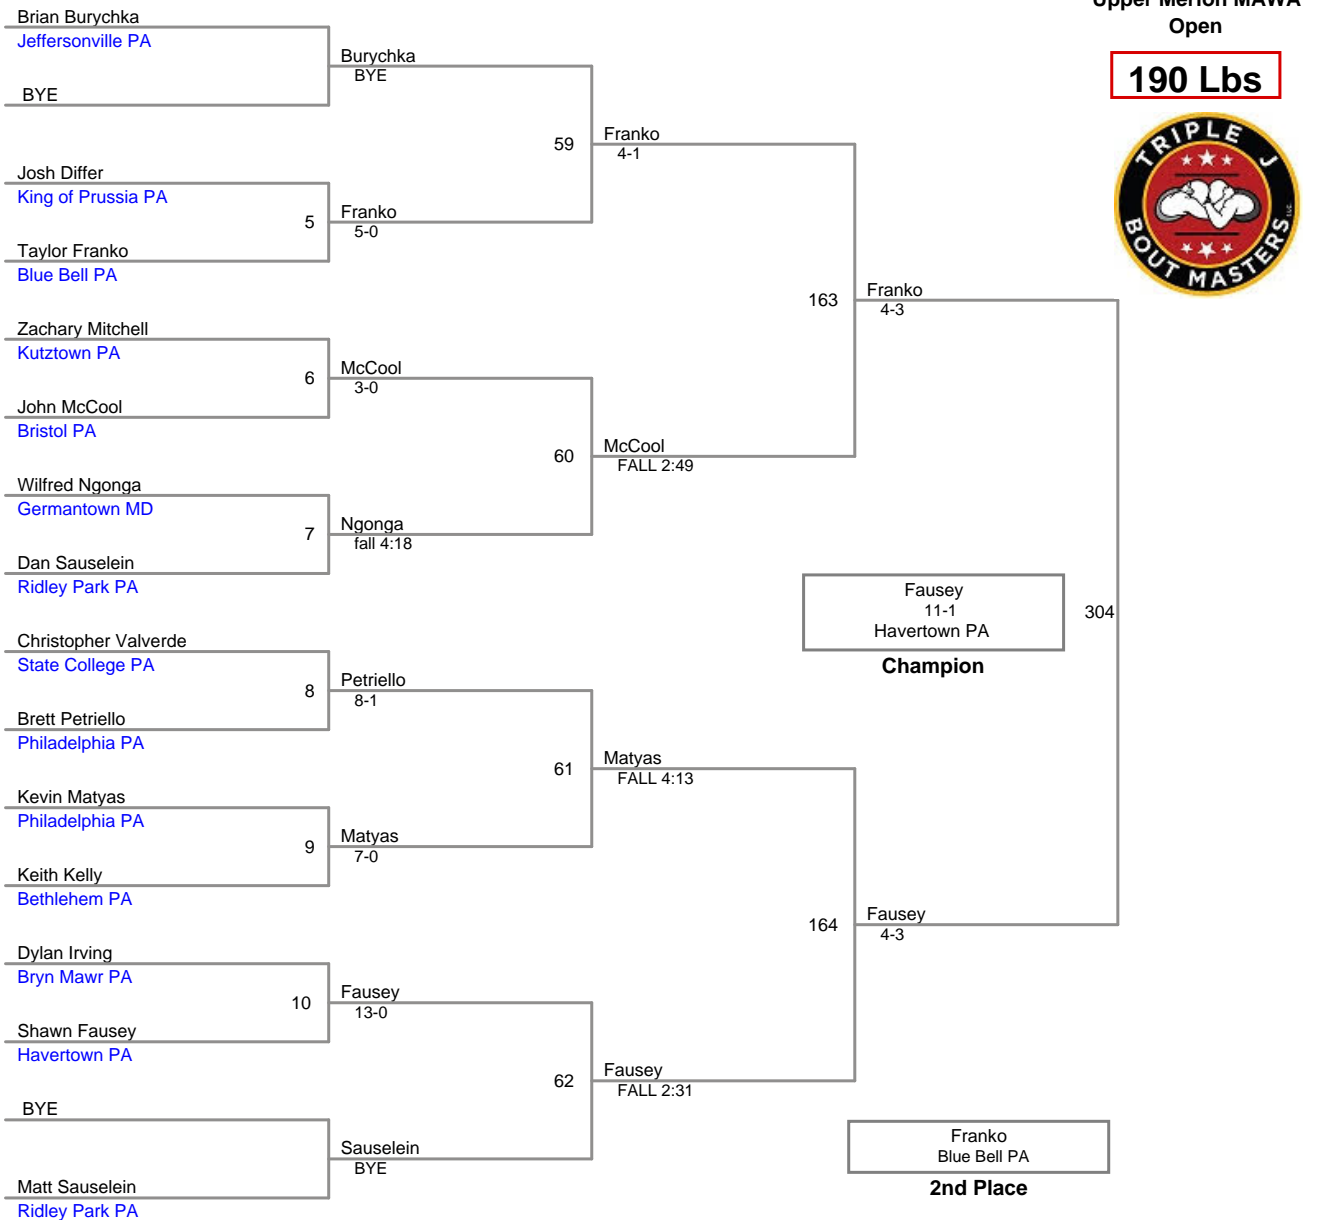 Upper Merion MAWA
Open
190 Lbs
TRIPLE J
BOUT MASTERS LLC.
Brian Burychka
Jeffersonville PA
BYE
Burychka
BYE
59
Franko
4-1
Josh Differ
King of Prussia PA
5
Franko
5-0
Taylor Franko
Blue Bell PA
163
Franko
4-3
Zachary Mitchell
Kutztown PA
6
McCool
3-0
John McCool
Bristol PA
60
McCool
FALL 2:49
Wilfred Ngonga
Germantown MD
7
Ngonga
fall 4:18
Dan Sauselein
Ridley Park PA
Fausey
11-1
Havertown PA
Champion
304
Christopher Valverde
State College PA
8
Petriello
8-1
Brett Petriello
Philadelphia PA
61
Matyas
FALL 4:13
Kevin Matyas
Philadelphia PA
9
Matyas
7-0
Keith Kelly
Bethlehem PA
164
Fausey
4-3
Dylan Irving
Bryn Mawr PA
10
Fausey
13-0
Shawn Fausey
Havertown PA
62
Fausey
FALL 2:31
BYE
Sauselein
BYE
Matt Sauselein
Ridley Park PA
Franko
Blue Bell PA
2nd Place